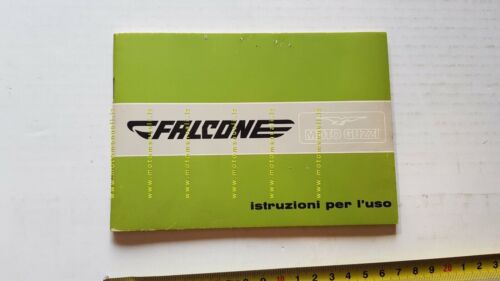 FALCONE
MOTO GUZZI
istruzioni per l'uso